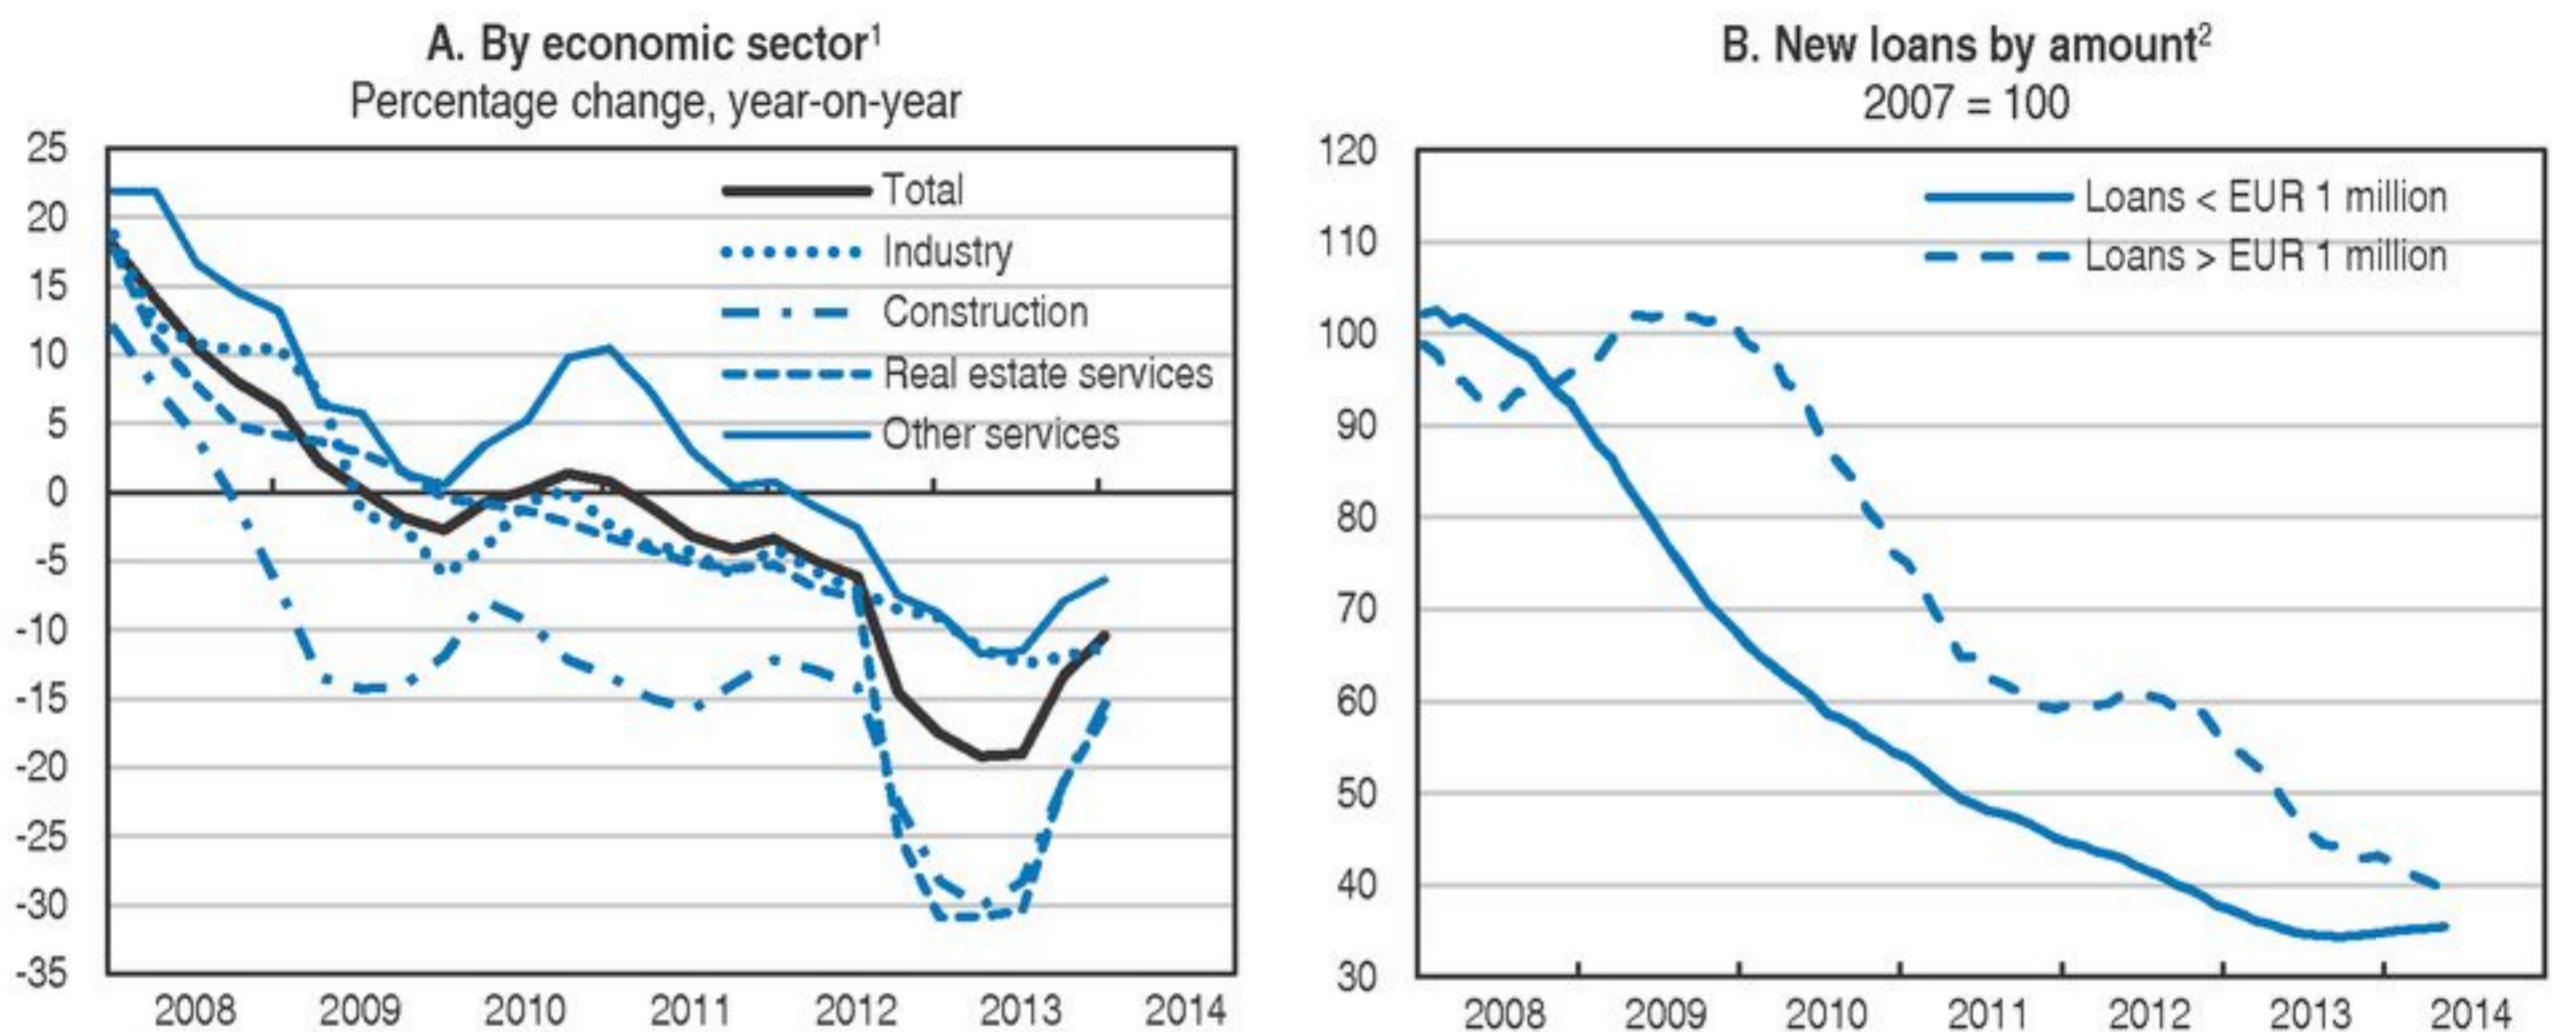 A. By economic sector¹
Percentage change, year-on-year
25
20
15
10
5
0
-5
-10
-15
-20
-25
-30
-35
Total
Industry
Construction
Real estate services
Other services
2008 2009 2010 2011 2012 2013 2014
B. New loans by amount²
2007 = 100
120
110
100
90
80
70
60
50
40
30
Loans < EUR 1 million
Loans > EUR 1 million
2008 2009 2010 2011 2012 2013 2014